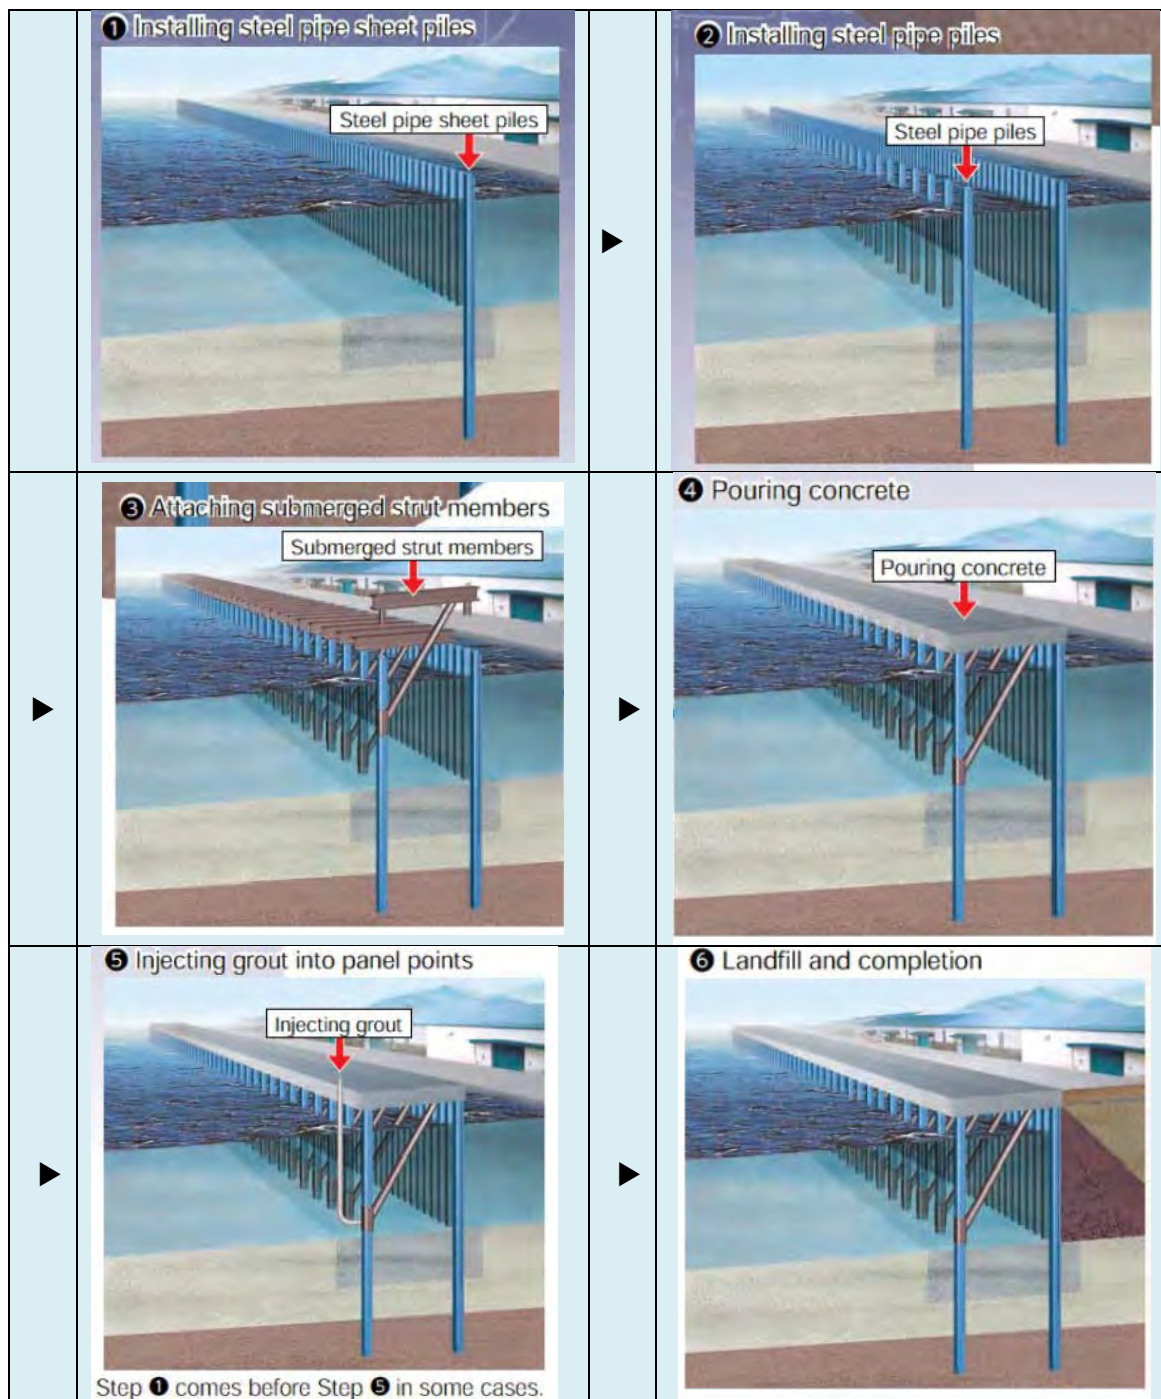 ❶ Installing steel pipe sheet piles
Steel pipe sheet piles
❷ Installing steel pipe piles
Steel pipe piles
❸ Attaching submerged strut members
Submerged strut members
❹ Pouring concrete
Pouring concrete
❺ Injecting grout into panel points
Injecting grout
Step ❶ comes before Step ❺ in some cases.
❻ Landfill and completion